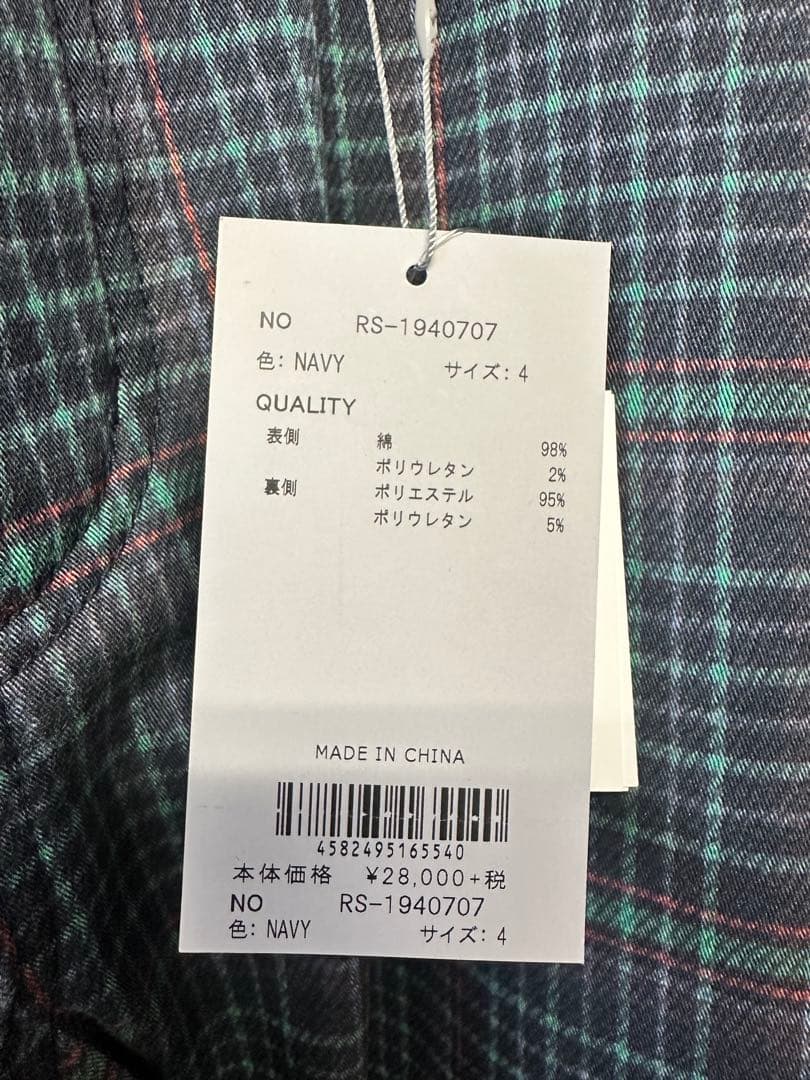 NO RS-1940707
色: NAVY サイズ: 4
QUALITY
表側 綿 98%
ポリウレタン 2%
裏側 ポリエステル 95%
ポリウレタン 5%
MADE IN CHINA
4582495165540
本体価格 ¥28,000+税
NO RS-1940707
色: NAVY サイズ: 4